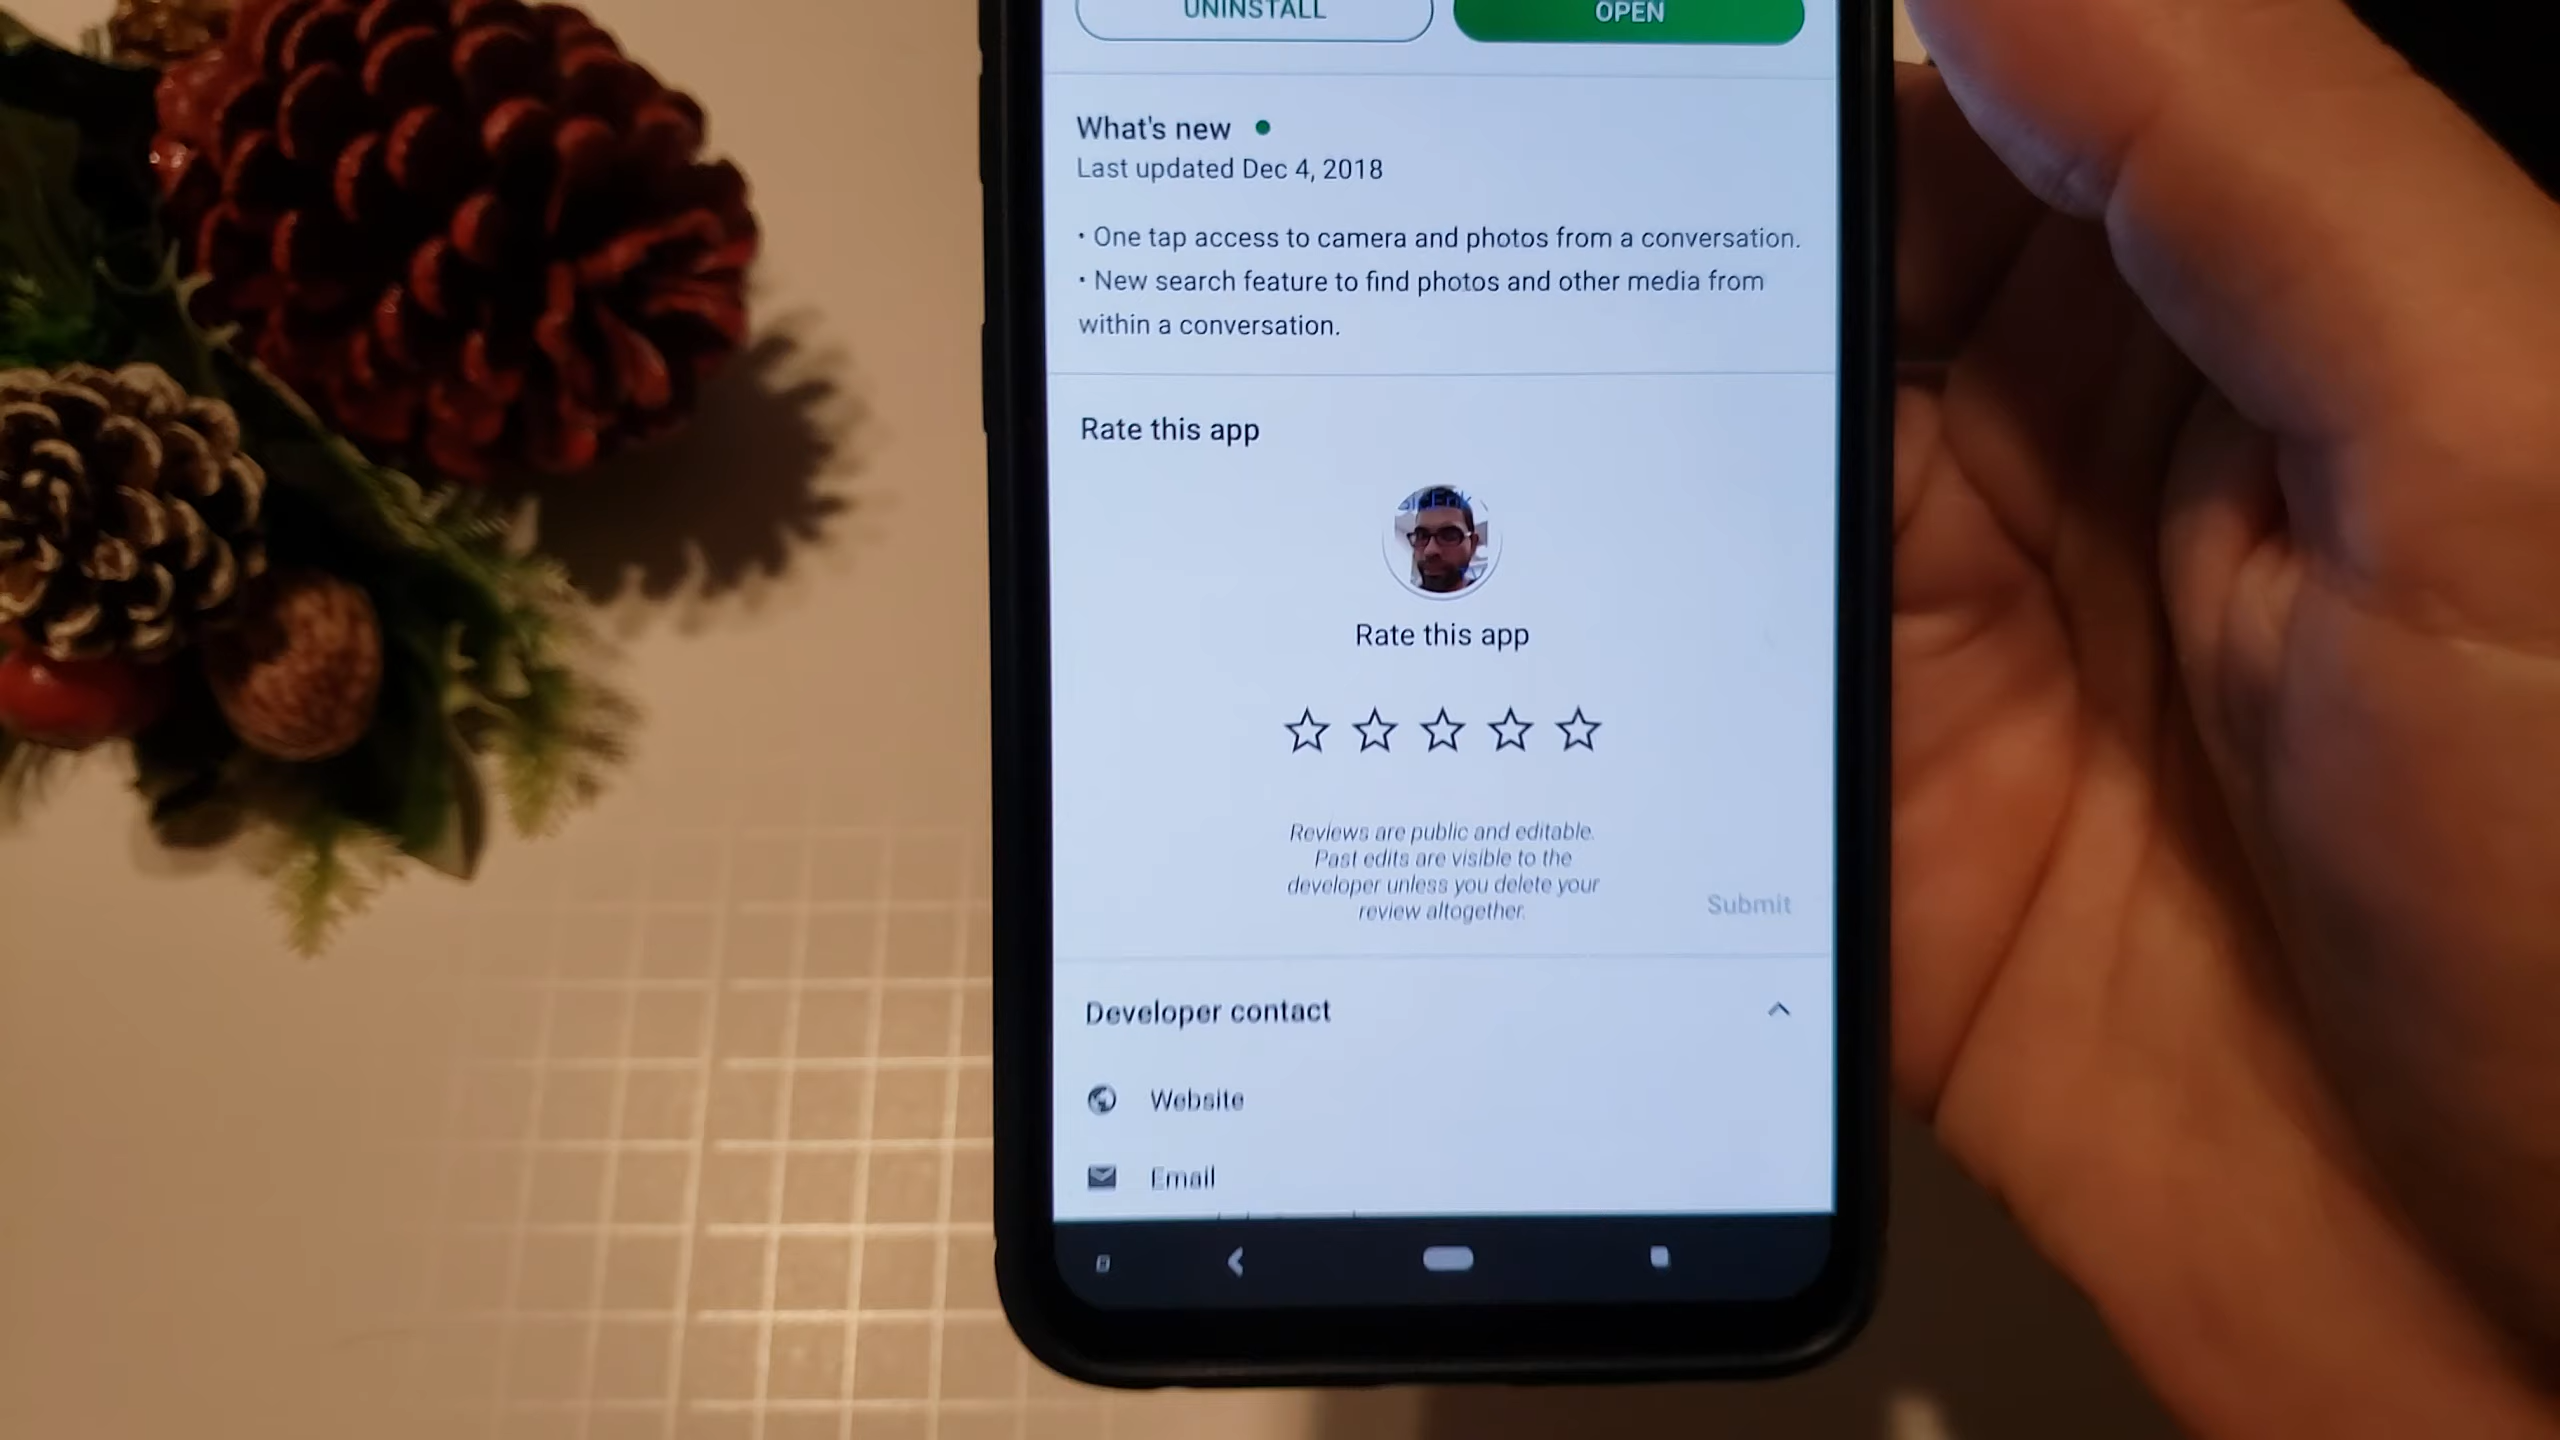 UNINSTALL
OPEN
What's new
Last updated Dec 4, 2018
• One tap access to camera and photos from a conversation.
• New search feature to find photos and other media from
within a conversation.
Rate this app
Rate this app
Reviews are public and editable.
Past edits are visible to the
developer unless you delete your
review altogether.
Submit
Developer contact
Website
Email